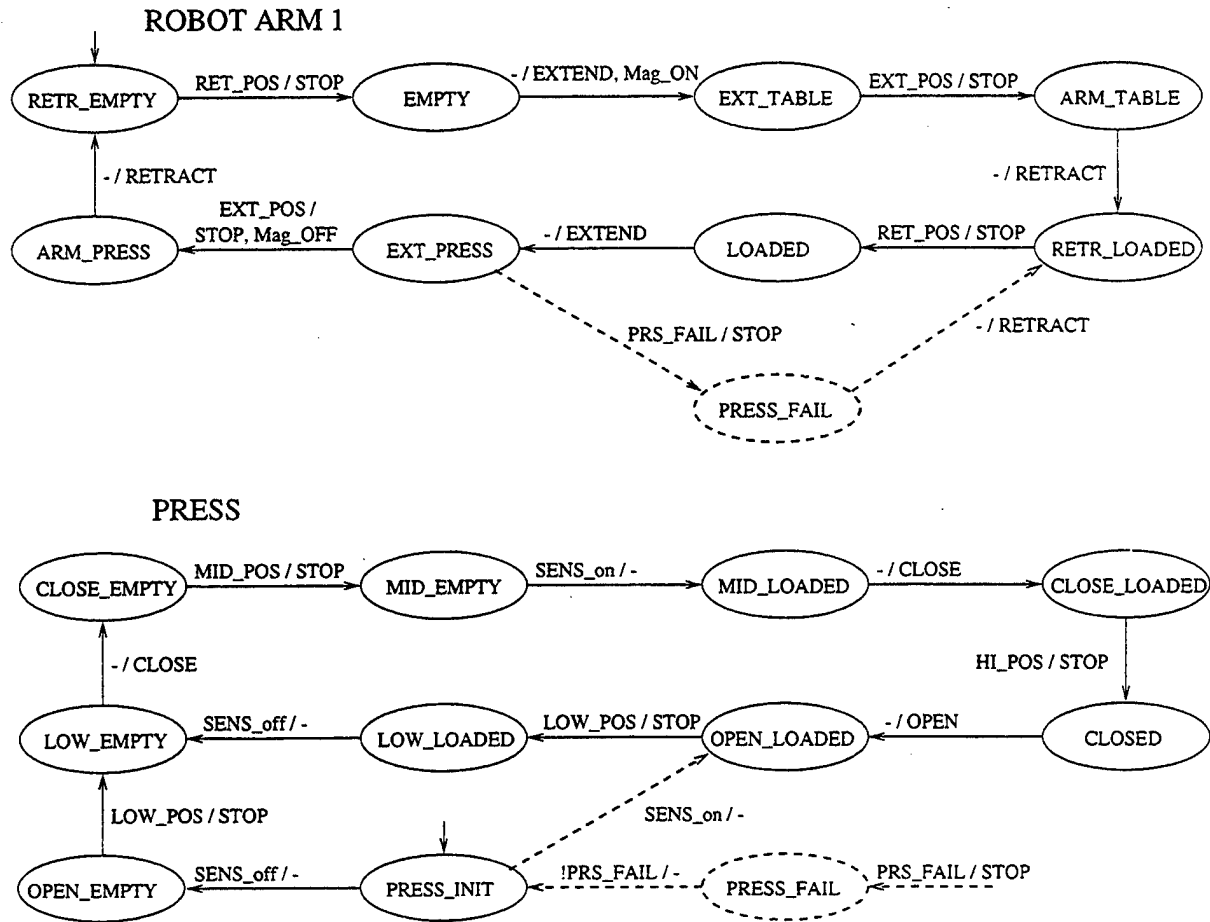 ROBOT ARM 1
RET_POS / STOP
- / EXTEND, Mag_ON
EXT_POS / STOP
RETR_EMPTY
EMPTY
EXT_TABLE
ARM_TABLE
- / RETRACT
- / RETRACT
EXT_POS /
STOP, Mag_OFF
- / EXTEND
RET_POS / STOP
ARM_PRESS
EXT_PRESS
LOADED
RETR_LOADED
PRS_FAIL / STOP
- / RETRACT
PRESS_FAIL
PRESS
MID_POS / STOP
SENS_on / -
- / CLOSE
CLOSE_EMPTY
MID_EMPTY
MID_LOADED
CLOSE_LOADED
- / CLOSE
HI_POS / STOP
SENS_off / -
LOW_POS / STOP
- / OPEN
LOW_EMPTY
LOW_LOADED
OPEN_LOADED
CLOSED
LOW_POS / STOP
SENS_on / -
SENS_off / -
!PRS_FAIL / -
PRS_FAIL / STOP
OPEN_EMPTY
PRESS_INIT
PRESS_FAIL